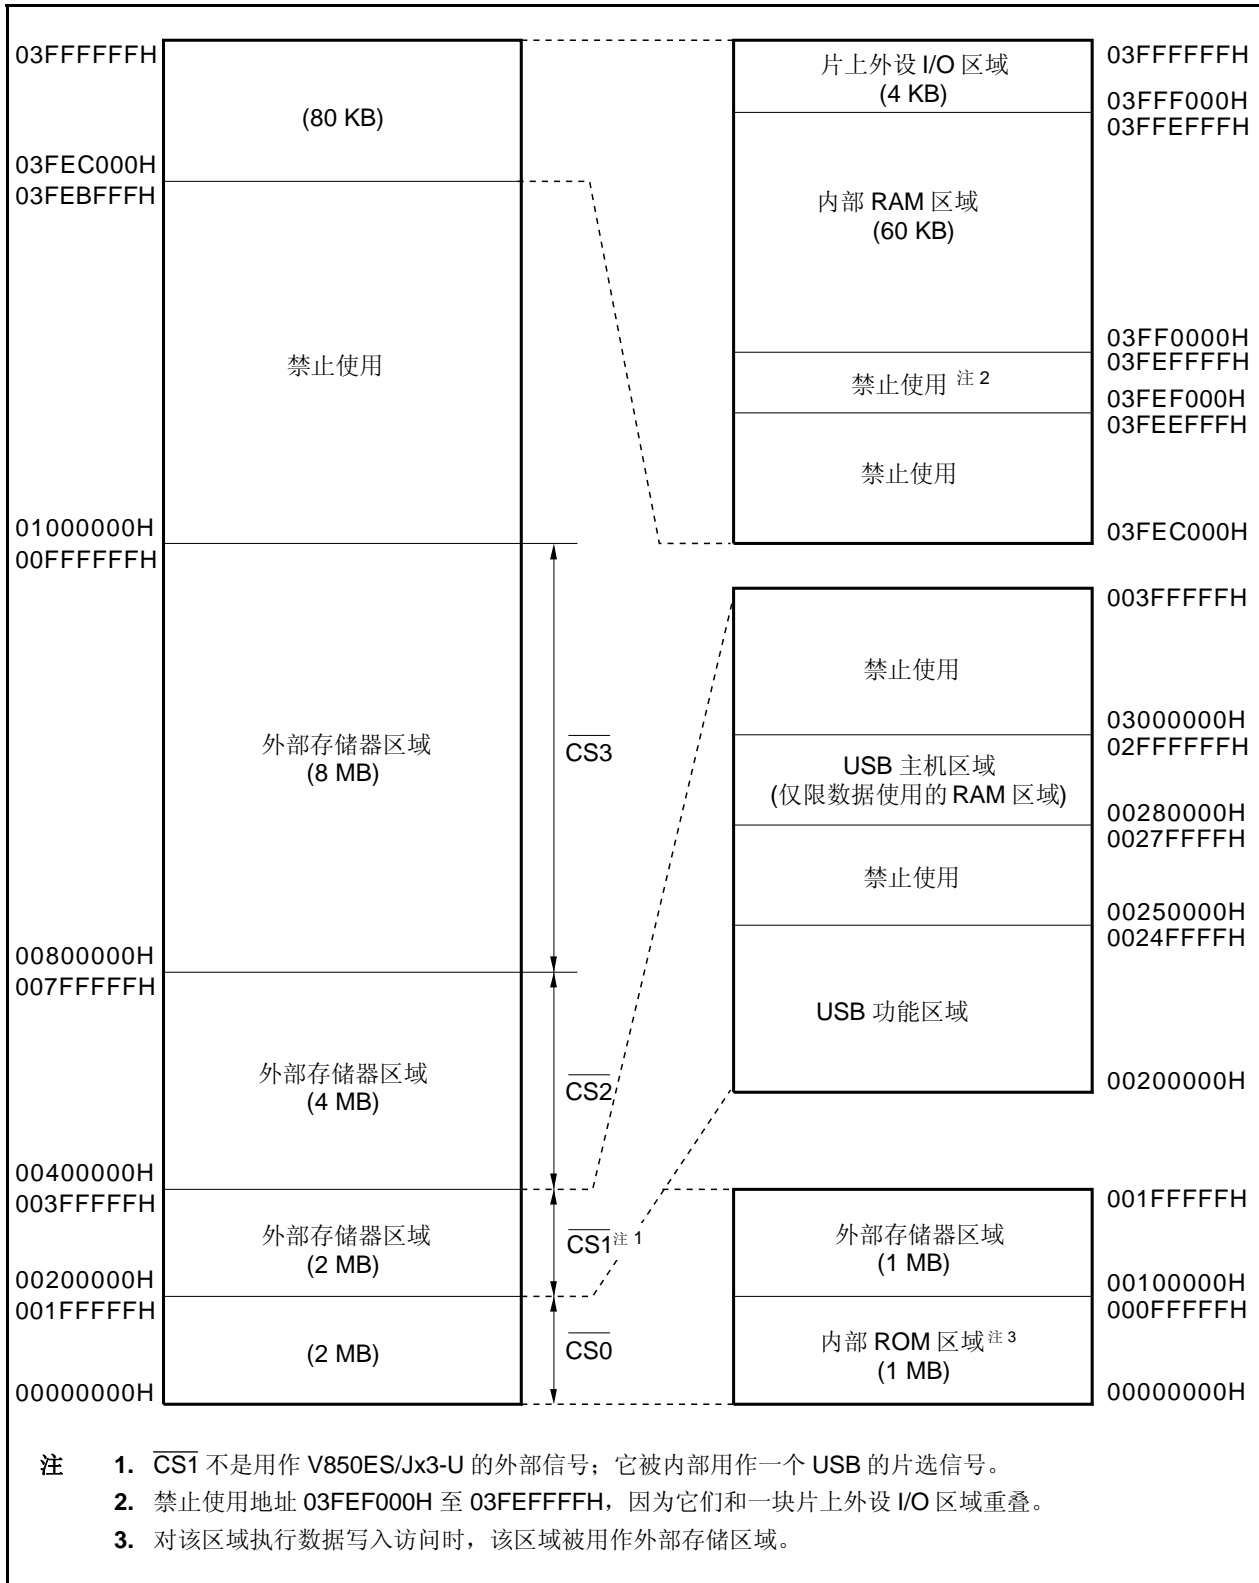 03FFFFFFH
(80 KB)
03FEC000H
03FEBFFFH
禁止使用
01000000H
00FFFFFFH
外部存储器区域
(8 MB)
CS3
00800000H
007FFFFFH
外部存储器区域
(4 MB)
CS2
00400000H
003FFFFFH
外部存储器区域
(2 MB)
CS1注 1
00200000H
001FFFFFH
(2 MB)
CS0
00000000H
片上外设 I/O 区域
(4 KB)
03FFFFFFH
03FFF000H
03FFEFFFH
内部 RAM 区域
(60 KB)
03FF0000H
03FEFFFFH
禁止使用 注 2
03FEF000H
03FEEFFFH
禁止使用
03FEC000H
003FFFFFH
禁止使用
03000000H
02FFFFFFH
USB 主机区域
(仅限数据使用的 RAM 区域)
00280000H
0027FFFFH
禁止使用
00250000H
0024FFFFH
USB 功能区域
00200000H
001FFFFFH
外部存储器区域
(1 MB)
00100000H
000FFFFFH
内部 ROM 区域注 3
(1 MB)
00000000H
注 1. CS1 不是用作 V850ES/Jx3-U 的外部信号；它被内部用作一个 USB 的片选信号。
2. 禁止使用地址 03FEF000H 至 03FEFFFFH，因为它们和一块片上外设 I/O 区域重叠。
3. 对该区域执行数据写入访问时，该区域被用作外部存储区域。